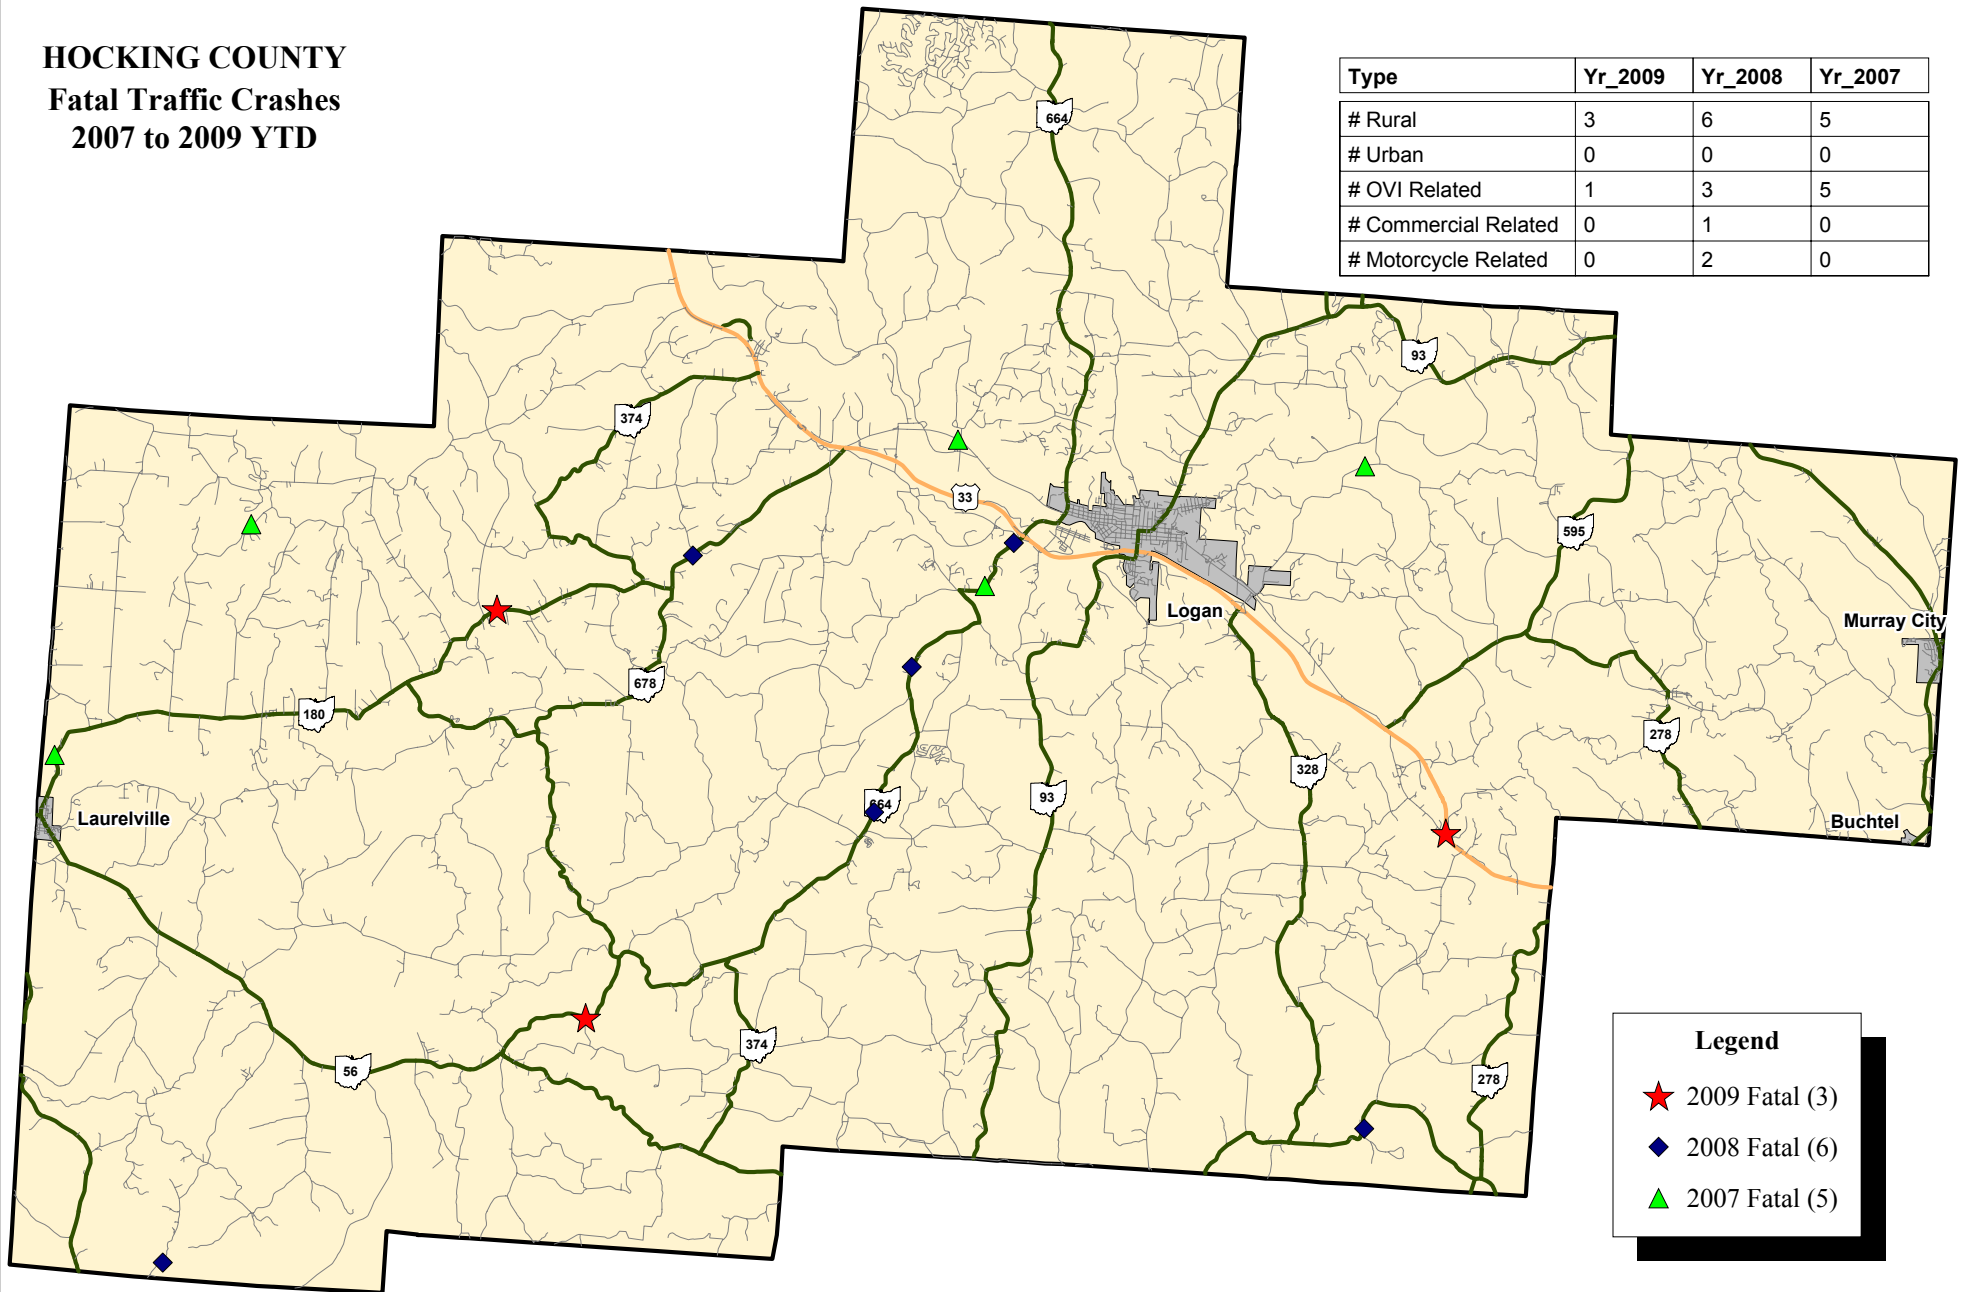 HOCKING COUNTY
Fatal Traffic Crashes
2007 to 2009 YTD
Type Yr_2009 Yr_2008 Yr_2007
# Rural 3 6 5
# Urban 0 0 0
# OVI Related 1 3 5
# Commercial Related 0 1 0
# Motorcycle Related 0 2 0
664
93
374
33
595
Logan
Murray City
678
180
278
328
93
664
Laurelville
Buchtel
374
56
278
Legend
2009 Fatal (3)
2008 Fatal (6)
2007 Fatal (5)